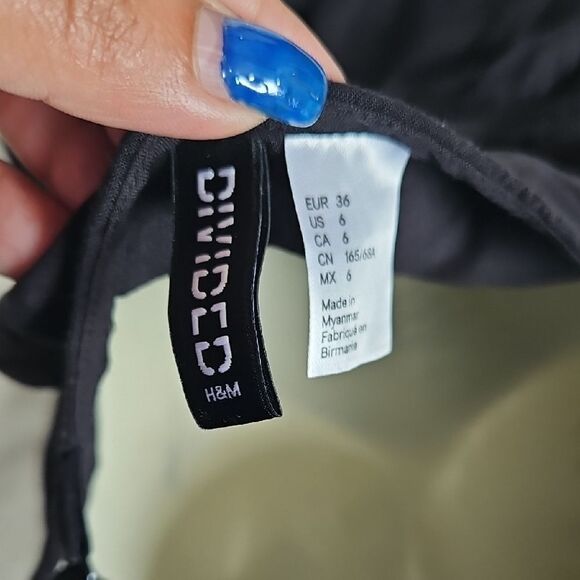 DIVIDED
H&M
EUR 36
US 6
CA 6
CN 165/68A
MX 6
Made in
Myanmar
Fabriqué en
Birmanie